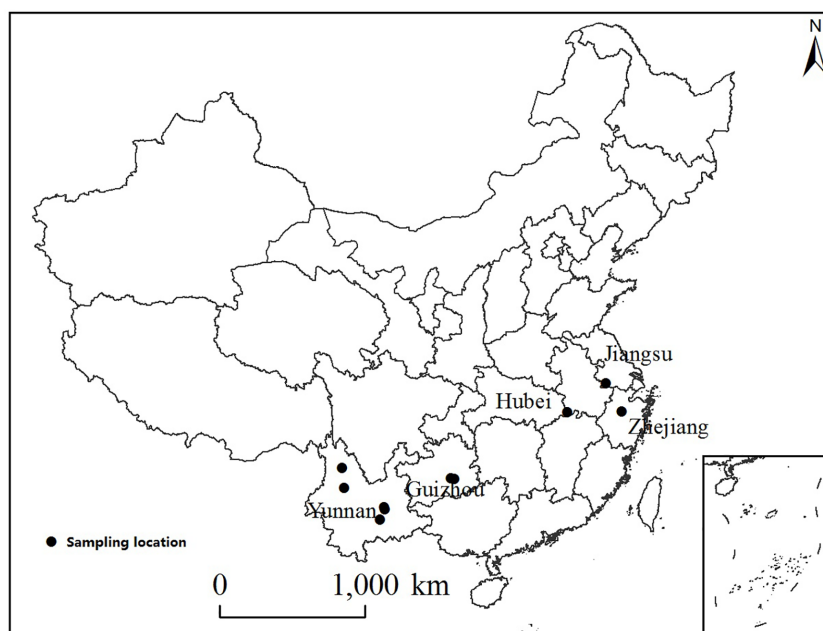 N
Jiangsu
Hubei
Zhejiang
Guizhou
Yunnan
Sampling location
0 1,000 km